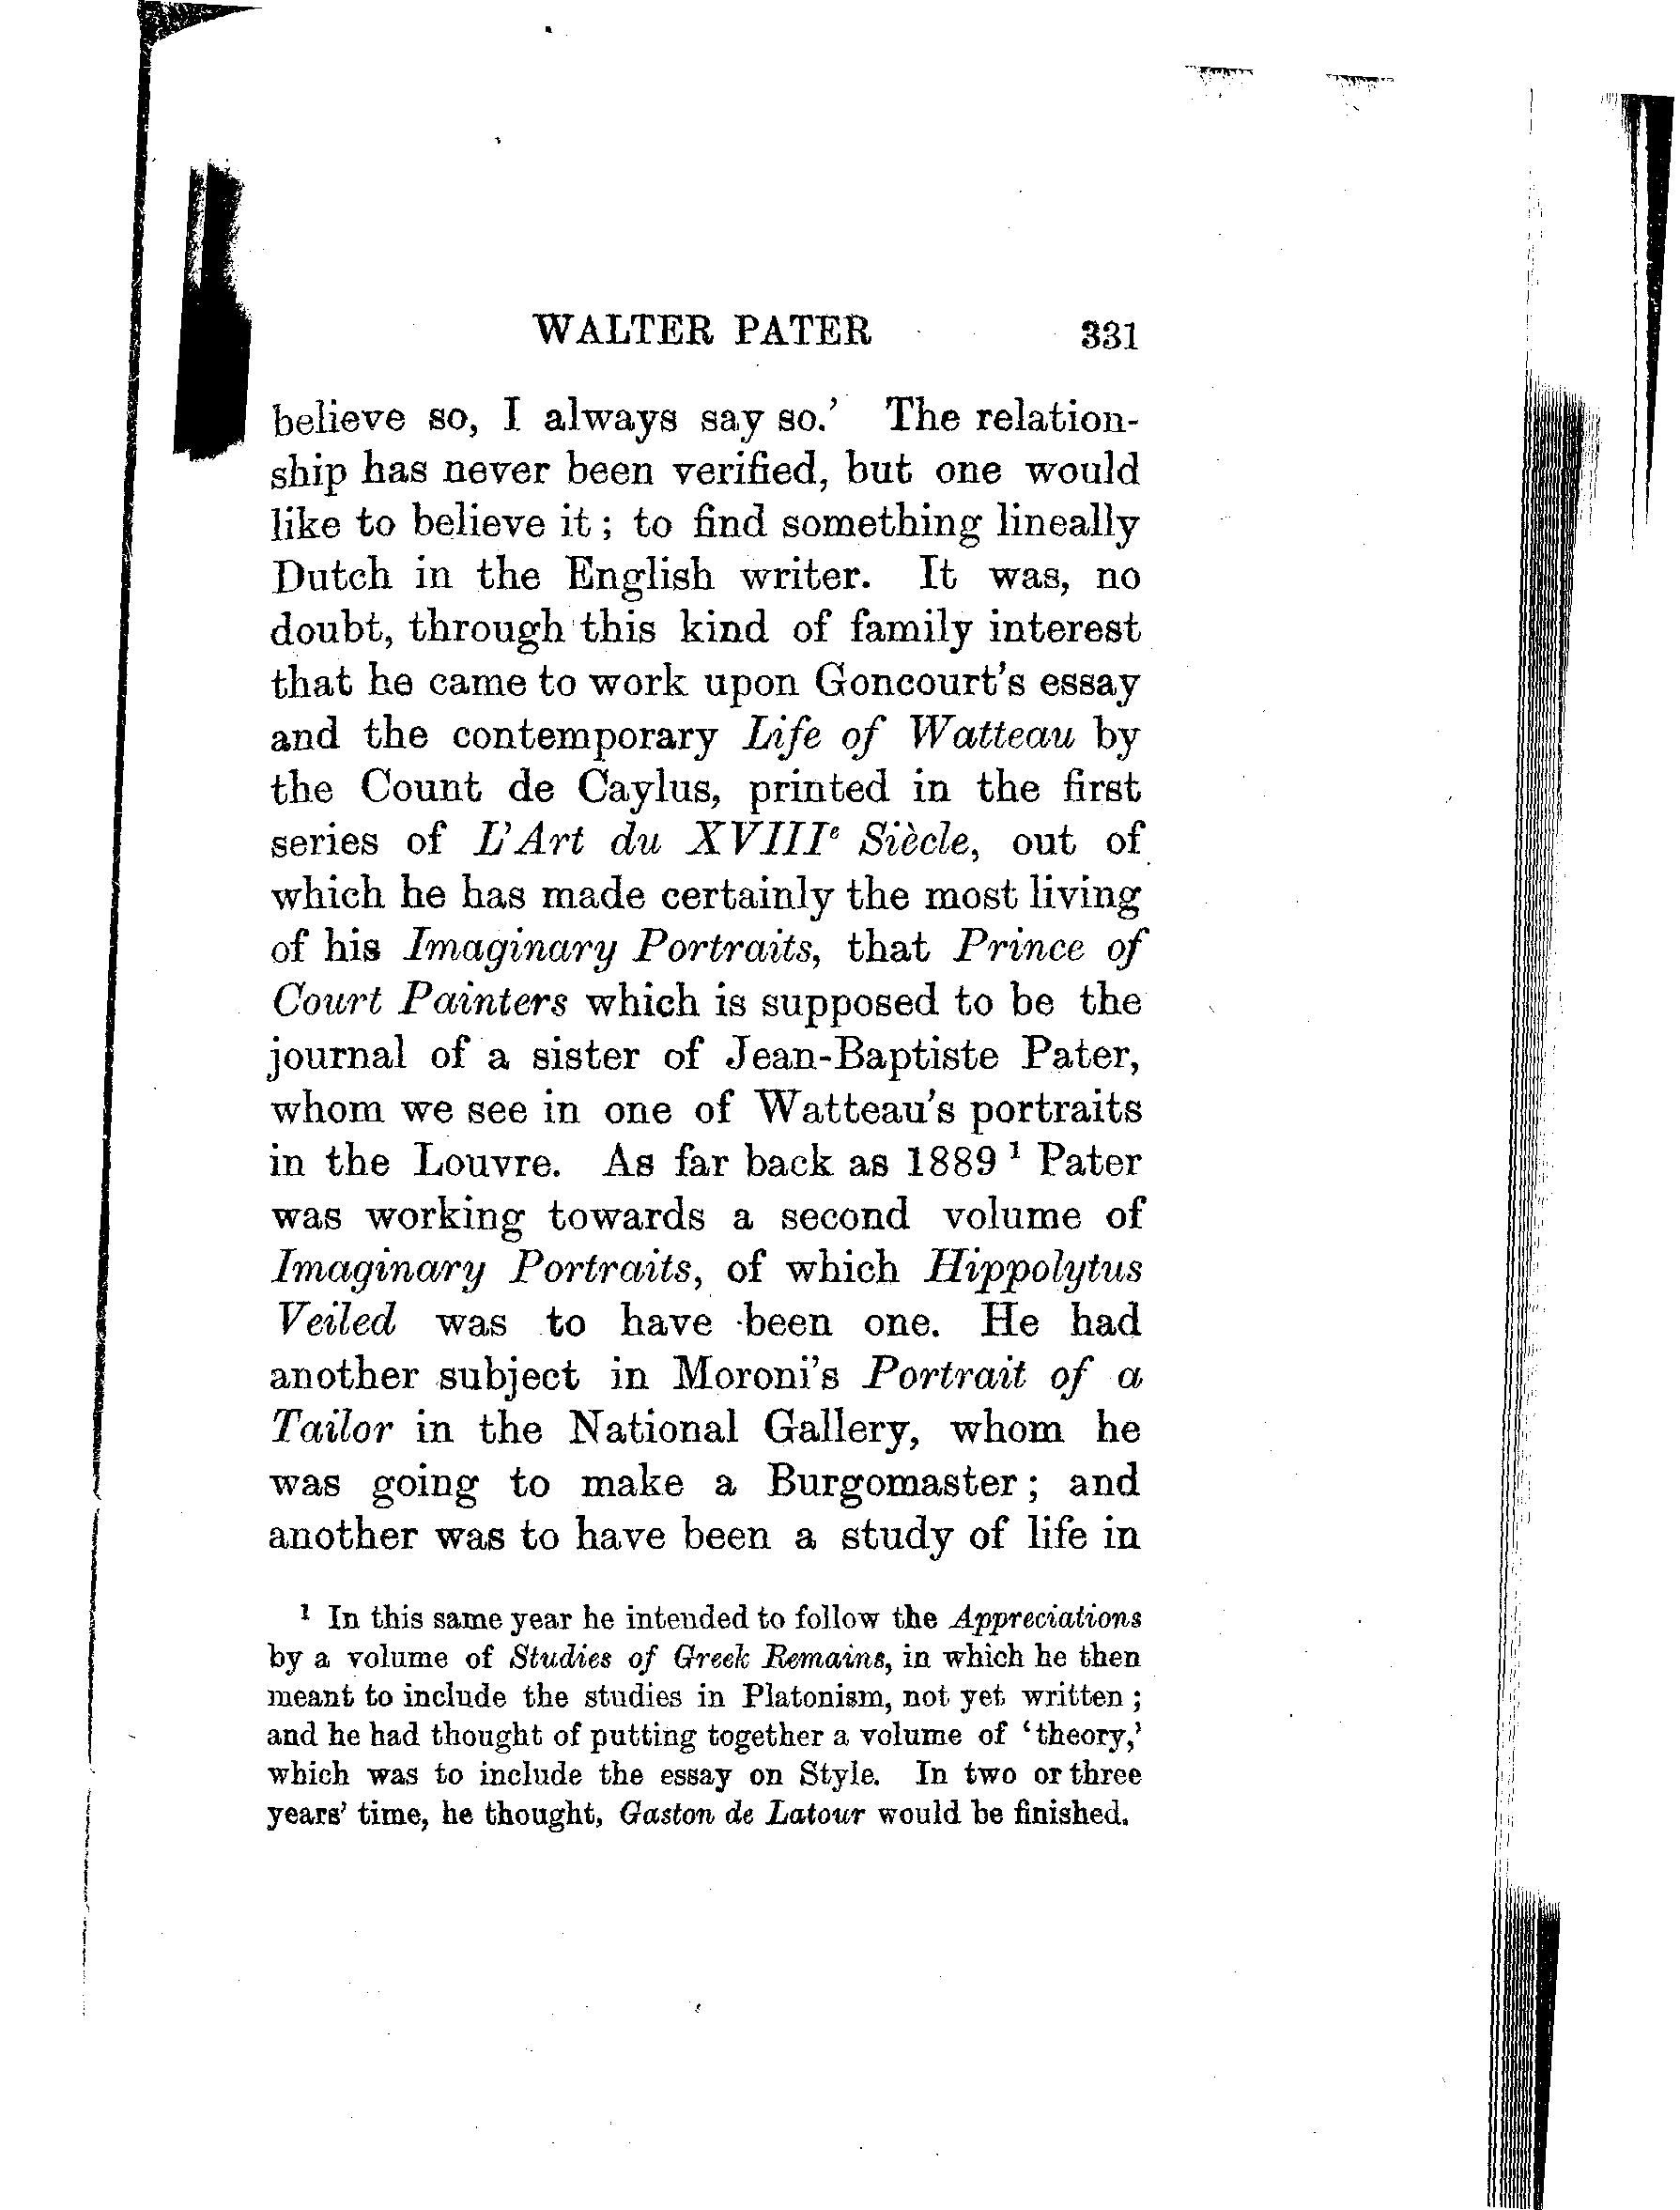 WALTER PATER 331
believe so, I always say so.’ The relation-
ship has never been verified, but one would
like to believe it; to find something lineally
Dutch in the English writer. It was, no
doubt, through this kind of family interest
that he came to work upon Goncourt’s essay
and the contemporary Life of Watteau by
the Count de Caylus, printed in the first
series of L’Art du XVIIIᵉ Siècle, out of
which he has made certainly the most living
of his Imaginary Portraits, that Prince of
Court Painters which is supposed to be the
journal of a sister of Jean-Baptiste Pater,
whom we see in one of Watteau’s portraits
in the Louvre. As far back as 1889 ¹ Pater
was working towards a second volume of
Imaginary Portraits, of which Hippolytus
Veiled was to have been one. He had
another subject in Moroni’s Portrait of a
Tailor in the National Gallery, whom he
was going to make a Burgomaster; and
another was to have been a study of life in
¹ In this same year he intended to follow the Appreciations
by a volume of Studies of Greek Remains, in which he then
meant to include the studies in Platonism, not yet written;
and he had thought of putting together a volume of ‘theory,’
which was to include the essay on Style. In two or three
years’ time, he thought, Gaston de Latour would be finished.